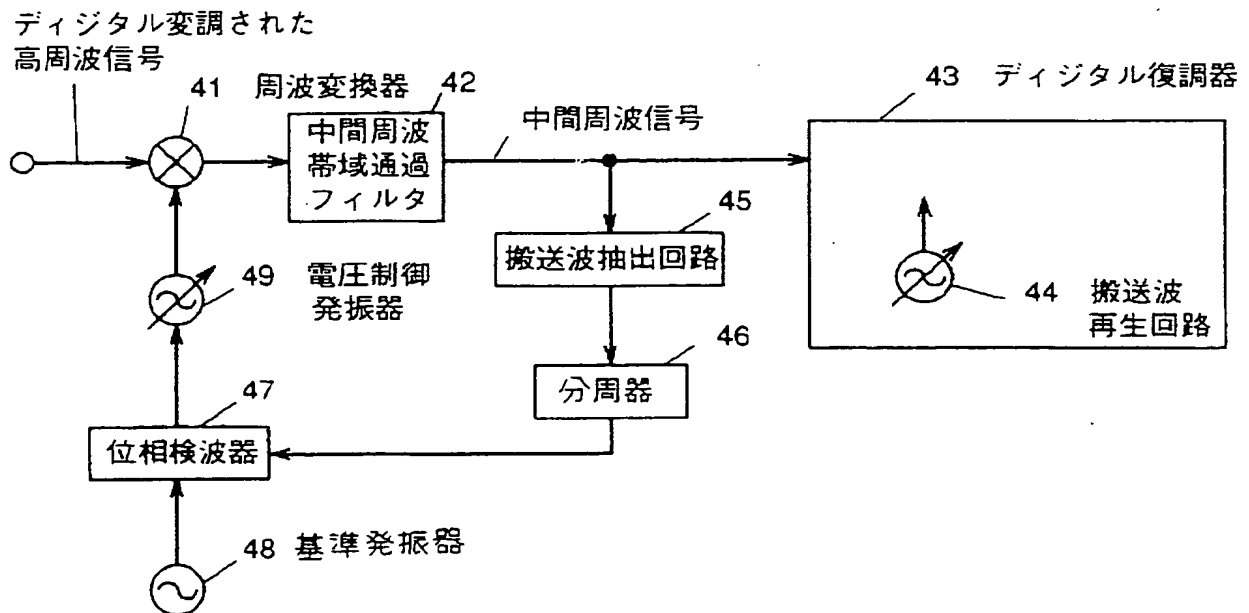 ディジタル変調された
高周波信号
41 周波変換器
42
中間周波
帯域通過
フィルタ
中間周波信号
43 ディジタル復調器
45
搬送波抽出回路
49 電圧制御
発振器
44 搬送波
再生回路
46
分周器
47
位相検波器
48 基準発振器